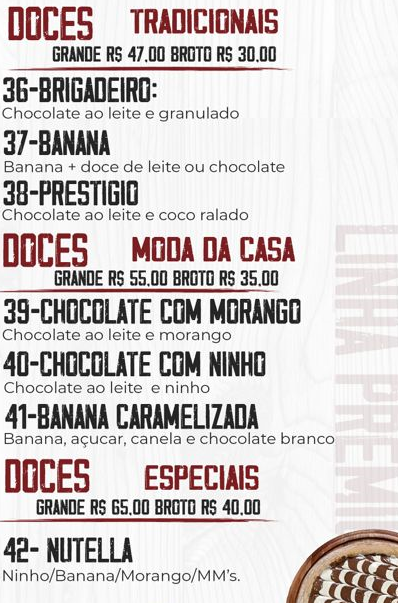 DOCES TRADICIONAIS
GRANDE R$ 47.00 BROTO R$ 30.00
36-BRIGADEIRO:
Chocolate ao leite e granulado
37-BANANA
Banana + doce de leite ou chocolate
38-PRESTIGIO
Chocolate ao leite e coco ralado
DOCES MODA DA CASA
GRANDE R$ 55.00 BROTO R$ 35.00
39-CHOCOLATE COM MORANGO
Chocolate ao leite e morango
40-CHOCOLATE COM NINHO
Chocolate ao leite e ninho
41-BANANA CARAMELIZADA
Banana, açucar, canela e chocolate branco
DOCES ESPECIAIS
GRANDE R$ 65.00 BROTO R$ 40.00
42- NUTELLA
Ninho/Banana/Morango/MM's.
LINHA